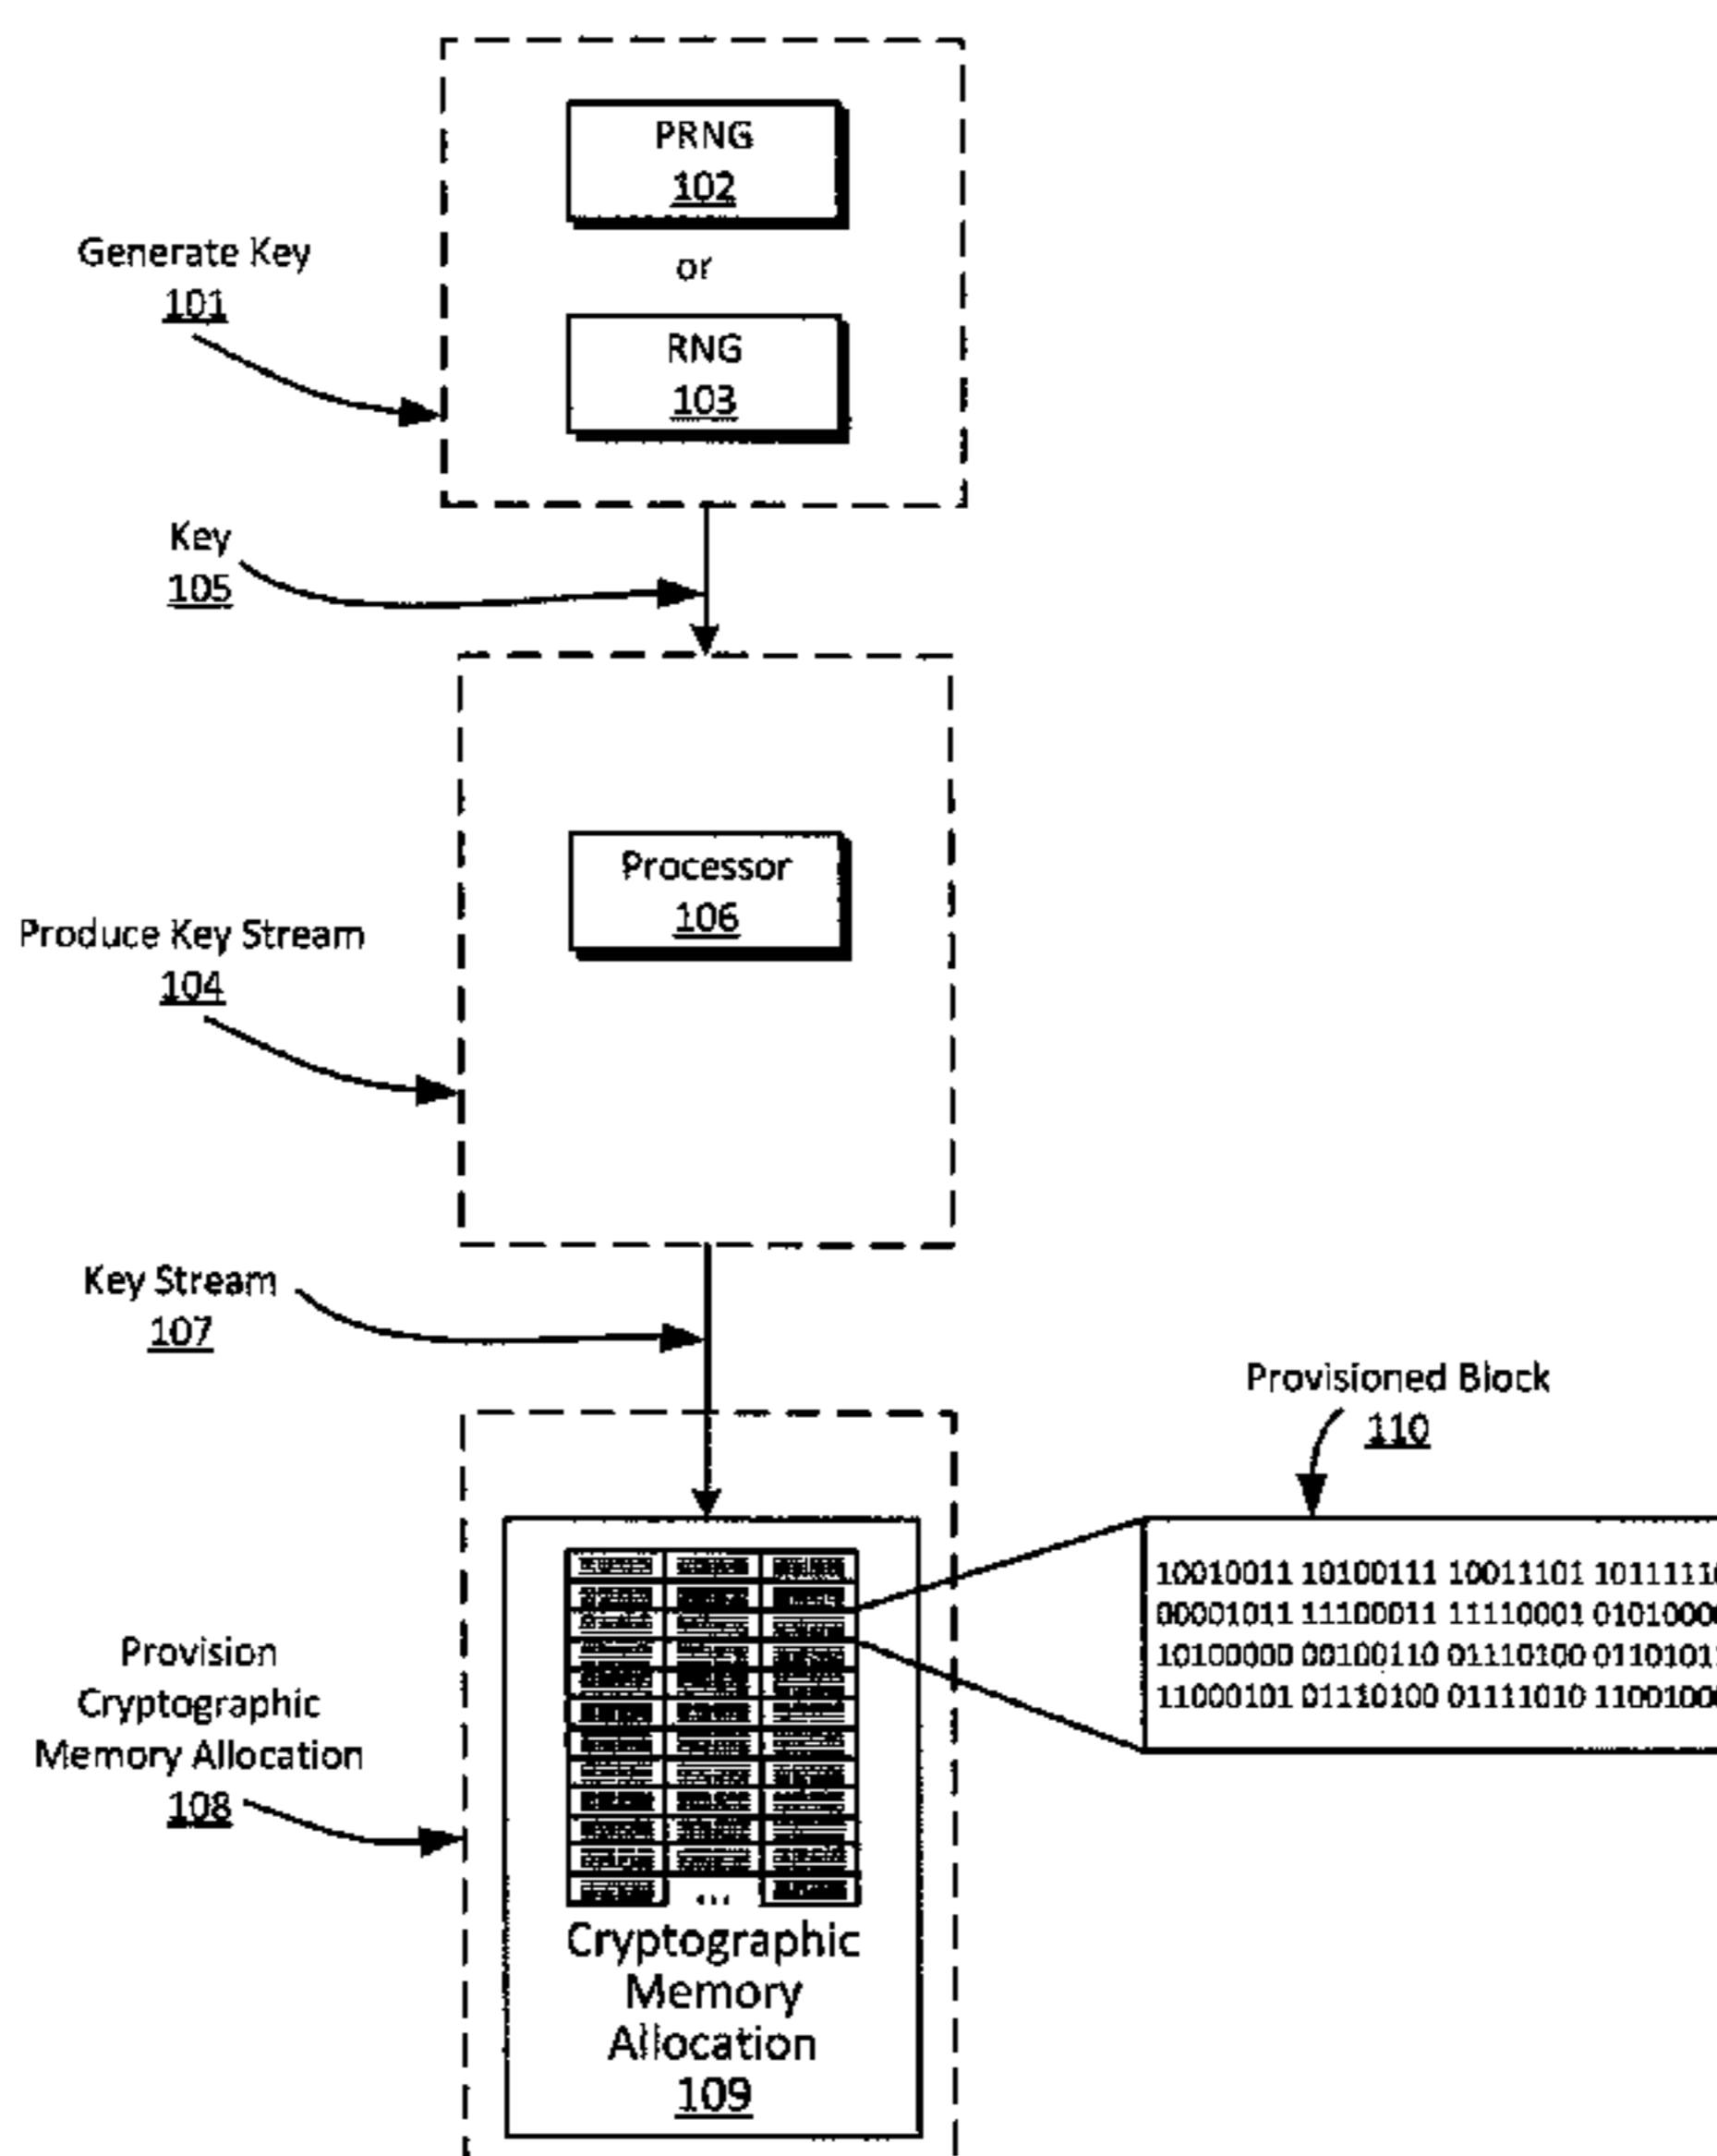 PRNG
102
or
RNG
103
Generate Key
101
Key
105
Processor
106
Produce Key Stream
104
Key Stream
107
Provisioned Block
110
10010011 10100111 10011101
00001011 11100011 11110001
10100000 00100110 01110100
11000101 01110100 01111010
Provision
Cryptographic
Memory Allocation
108
...
Cryptographic
Memory
Allocation
109